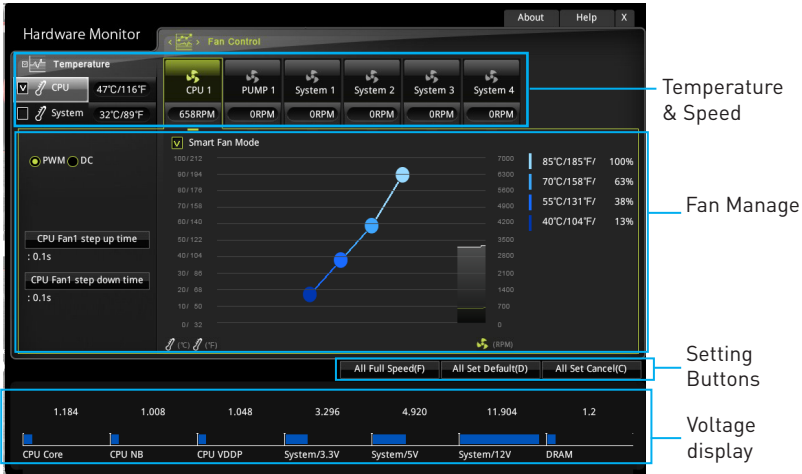 About Help X
Hardware Monitor
Fan Control
Temperature
CPU 47°C/116°F
System 32°C/89°F
CPU 1 PUMP 1 System 1 System 2 System 3 System 4
658RPM 0RPM 0RPM 0RPM 0RPM 0RPM
Temperature
& Speed
Smart Fan Mode
PWM DC
CPU Fan1 step up time
: 0.1s
CPU Fan1 step down time
: 0.1s
100/212 7000
90/194 6300
80/176 5600
70/158 4900
60/140 4200
50/122 3500
40/104 2800
30/ 86 2100
20/ 68 1400
10/ 50 700
0/ 32 0
(°C) (°F) (RPM)
85°C/185°F/ 100%
70°C/158°F/ 63%
55°C/131°F/ 38%
40°C/104°F/ 13%
Fan Manage
All Full Speed(F) All Set Default(D) All Set Cancel(C)
Setting
Buttons
1.184 1.008 1.048 3.296 4.920 11.904 1.2
CPU Core CPU NB CPU VDDP System/3.3V System/5V System/12V DRAM
Voltage
display